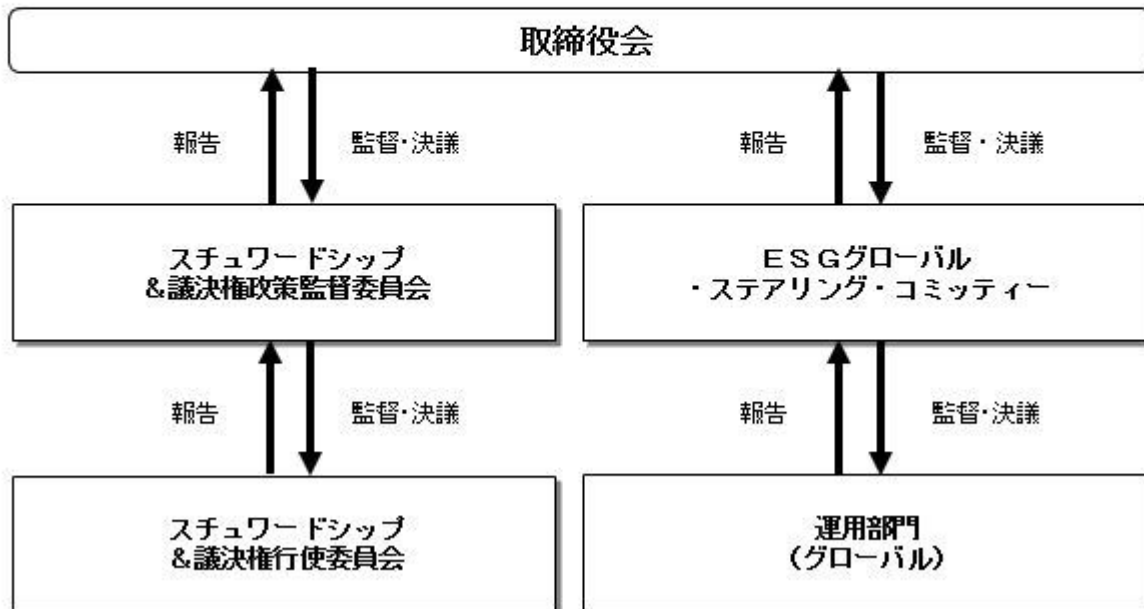 取締役会
報告
監督・決議
報告
監督・決議
スチュワードシップ
&議決権政策監督委員会
ESGグローバル
・ステアリング・コミッティー
報告
監督・決議
報告
監督・決議
スチュワードシップ
&議決権行使委員会
運用部門
(グローバル)